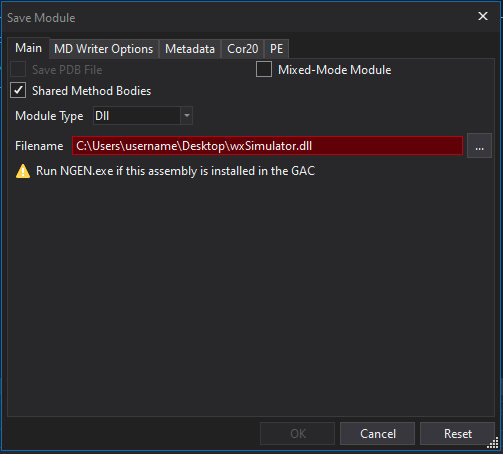 Save Module
Main MD Writer Options Metadata Cor20 PE
Save PDB File Mixed-Mode Module
Shared Method Bodies
Module Type Dll
Filename C:\Users\username\Desktop\wxSimulator.dll ...
Run NGEN.exe if this assembly is installed in the GAC
OK Cancel Reset